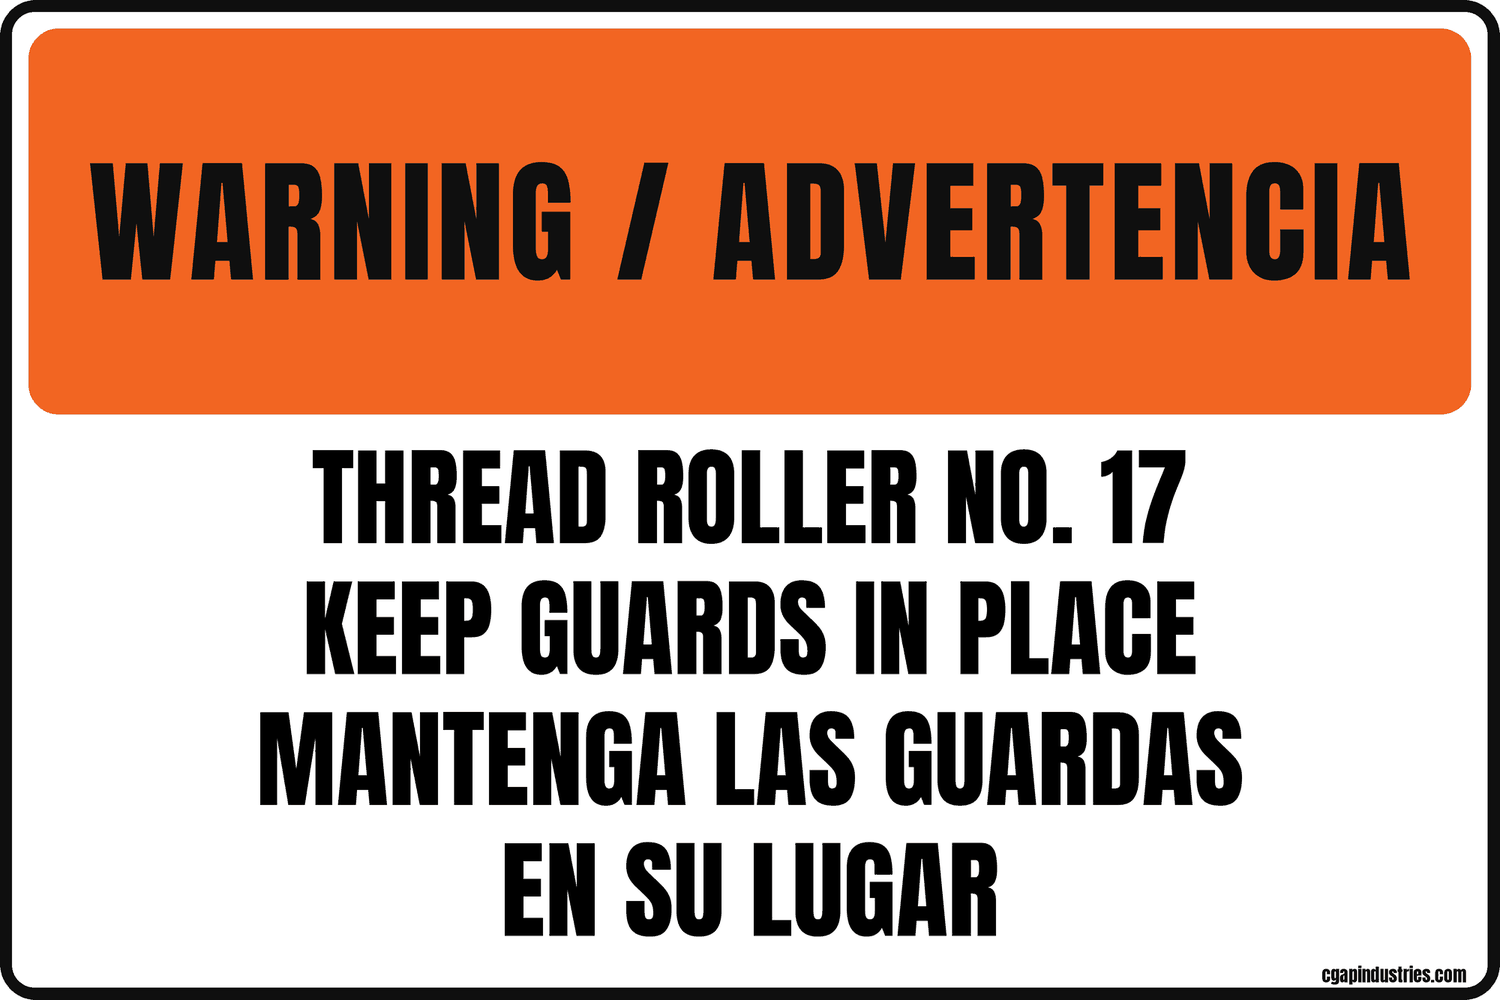 WARNING / ADVERTENCIA
THREAD ROLLER NO. 17
KEEP GUARDS IN PLACE
MANTENGA LAS GUARDAS
EN SU LUGAR
cgapindustries.com